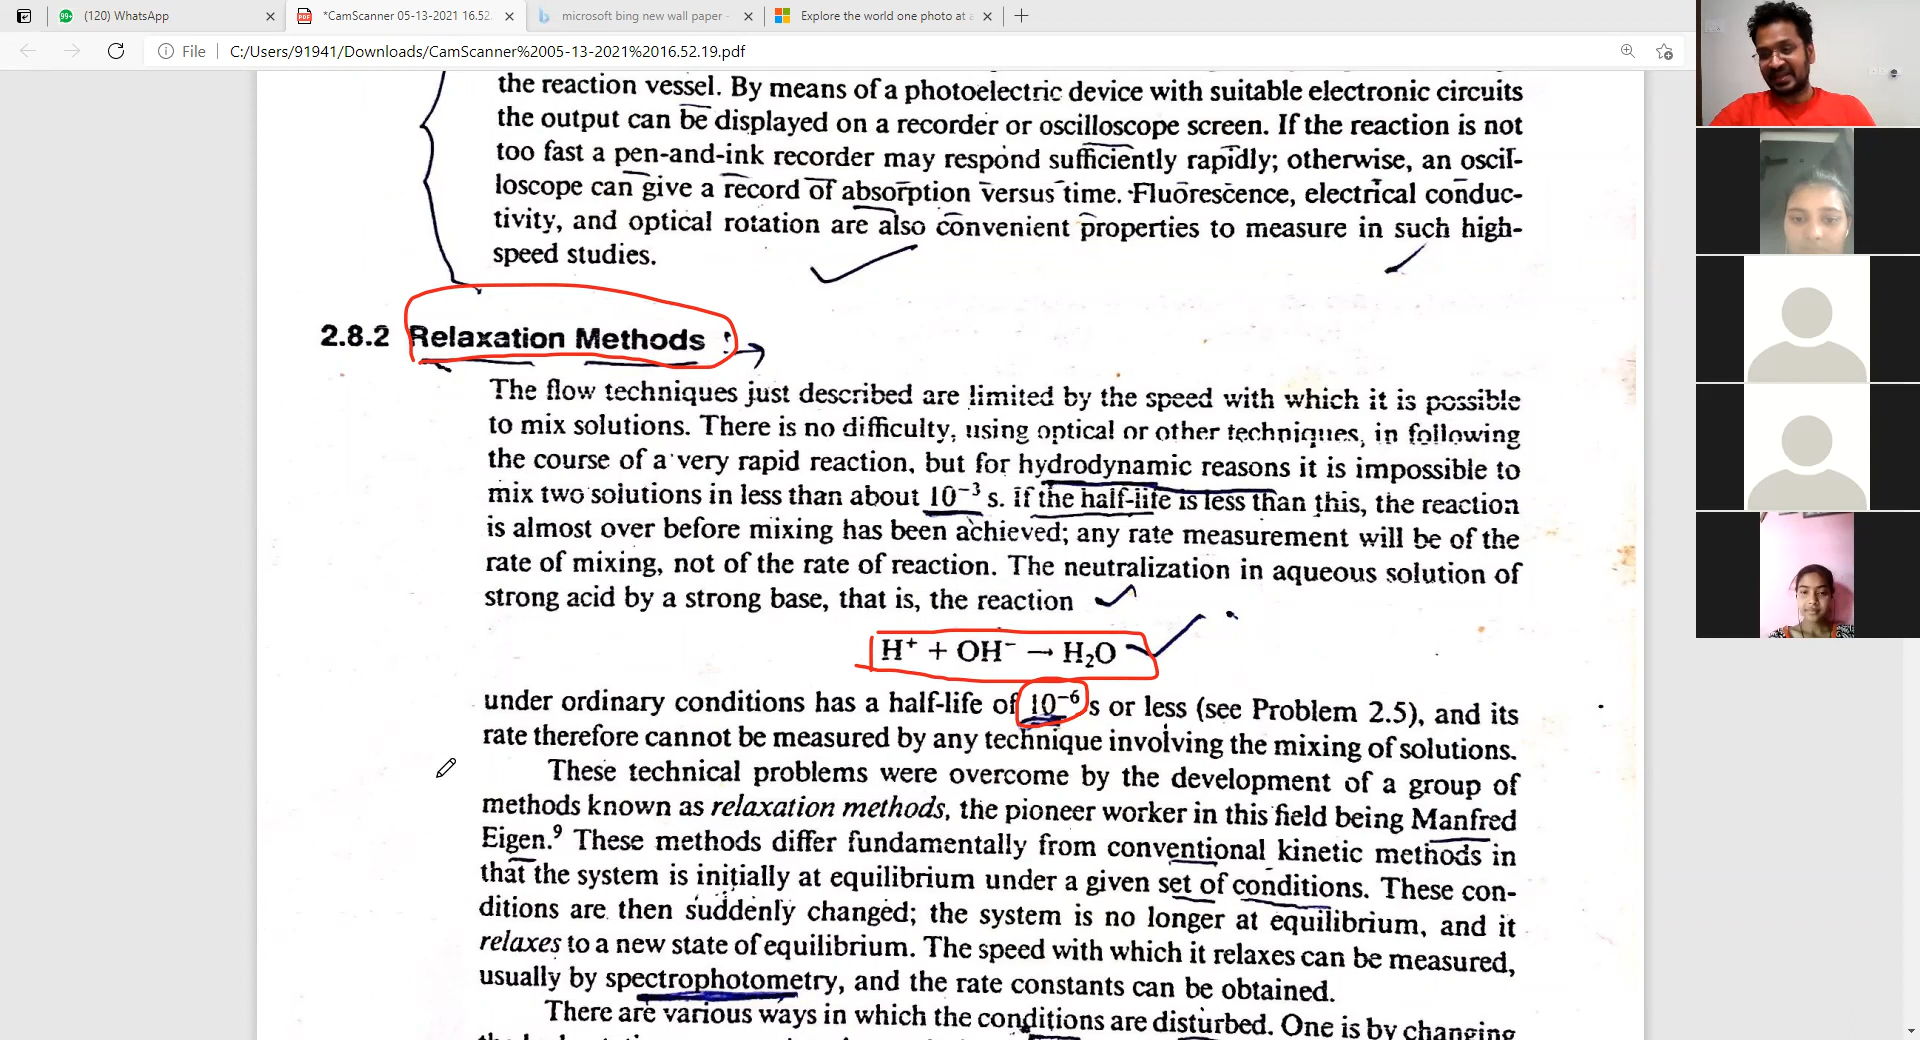 99+ (120) WhatsApp
PDF *CamScanner 05-13-2021 16.52.
microsoft bing new wall paper -
Explore the world one photo at a
File C:/Users/91941/Downloads/CamScanner%2005-13-2021%2016.52.19.pdf
the reaction vessel. By means of a photoelectric device with suitable electronic circuits
the output can be displayed on a recorder or oscilloscope screen. If the reaction is not
too fast a pen-and-ink recorder may respond sufficiently rapidly; otherwise, an oscil-
loscope can give a record of absorption versus time. Fluorescence, electrical conduc-
tivity, and optical rotation are also convenient properties to measure in such high-
speed studies.
2.8.2 Relaxation Methods :
The flow techniques just described are limited by the speed with which it is possible
to mix solutions. There is no difficulty, using optical or other techniques, in following
the course of a very rapid reaction, but for hydrodynamic reasons it is impossible to
mix two solutions in less than about 10⁻³ s. If the half-life is less than this, the reaction
is almost over before mixing has been achieved; any rate measurement will be of the
rate of mixing, not of the rate of reaction. The neutralization in aqueous solution of
strong acid by a strong base, that is, the reaction
H⁺ + OH⁻ → H₂O
under ordinary conditions has a half-life of 10⁻⁶ s or less (see Problem 2.5), and its
rate therefore cannot be measured by any technique involving the mixing of solutions.
These technical problems were overcome by the development of a group of
methods known as relaxation methods, the pioneer worker in this field being Manfred
Eigen.⁹ These methods differ fundamentally from conventional kinetic methods in
that the system is initially at equilibrium under a given set of conditions. These con-
ditions are then suddenly changed; the system is no longer at equilibrium, and it
relaxes to a new state of equilibrium. The speed with which it relaxes can be measured,
usually by spectrophotometry, and the rate constants can be obtained.
There are various ways in which the conditions are disturbed. One is by changing